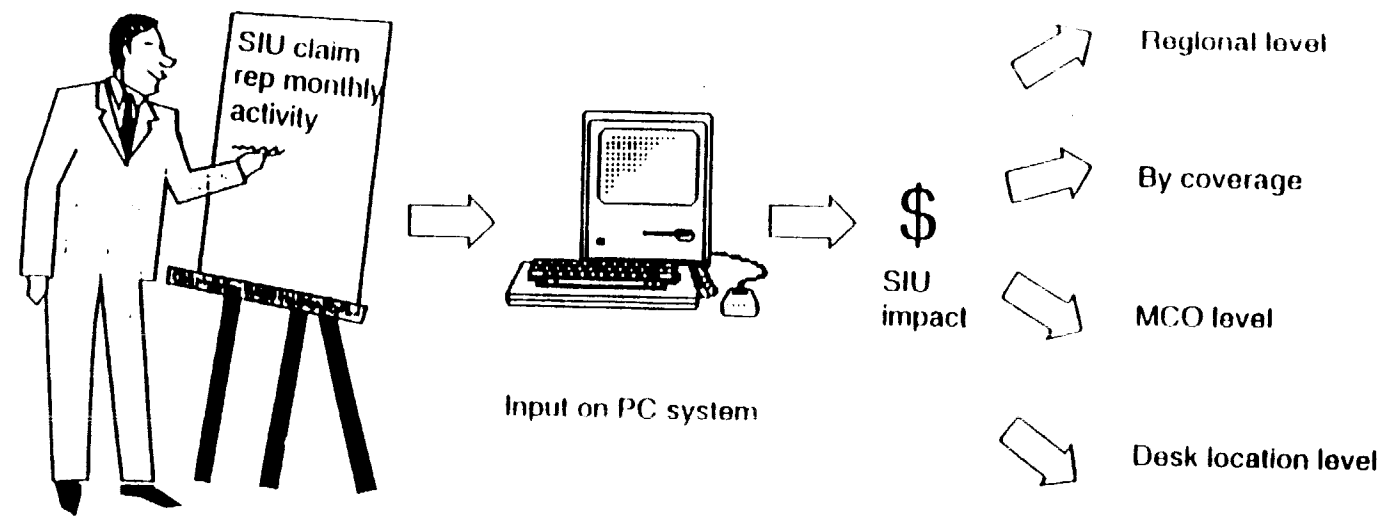 SIU claim
rep monthly
activity
Input on PC system
$
SIU
impact
Regional level
By coverage
MCO level
Desk location level